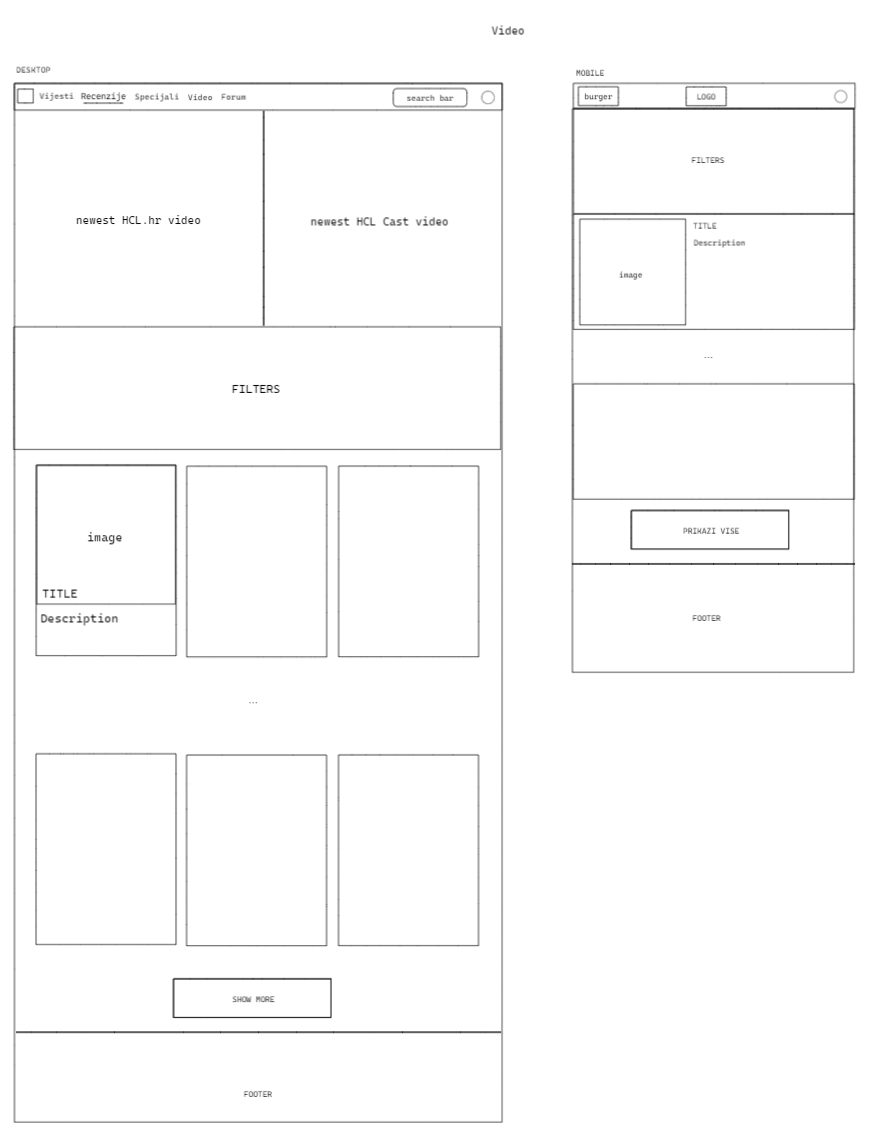 Video
DESKTOP
Vijesti Recenzije Specijali Video Forum search bar
newest HCL.hr video newest HCL Cast video
FILTERS
image
TITLE
Description
...
SHOW MORE
FOOTER
MOBILE
burger LOGO
FILTERS
TITLE
Description
image
...
PRIKAZI VISE
FOOTER